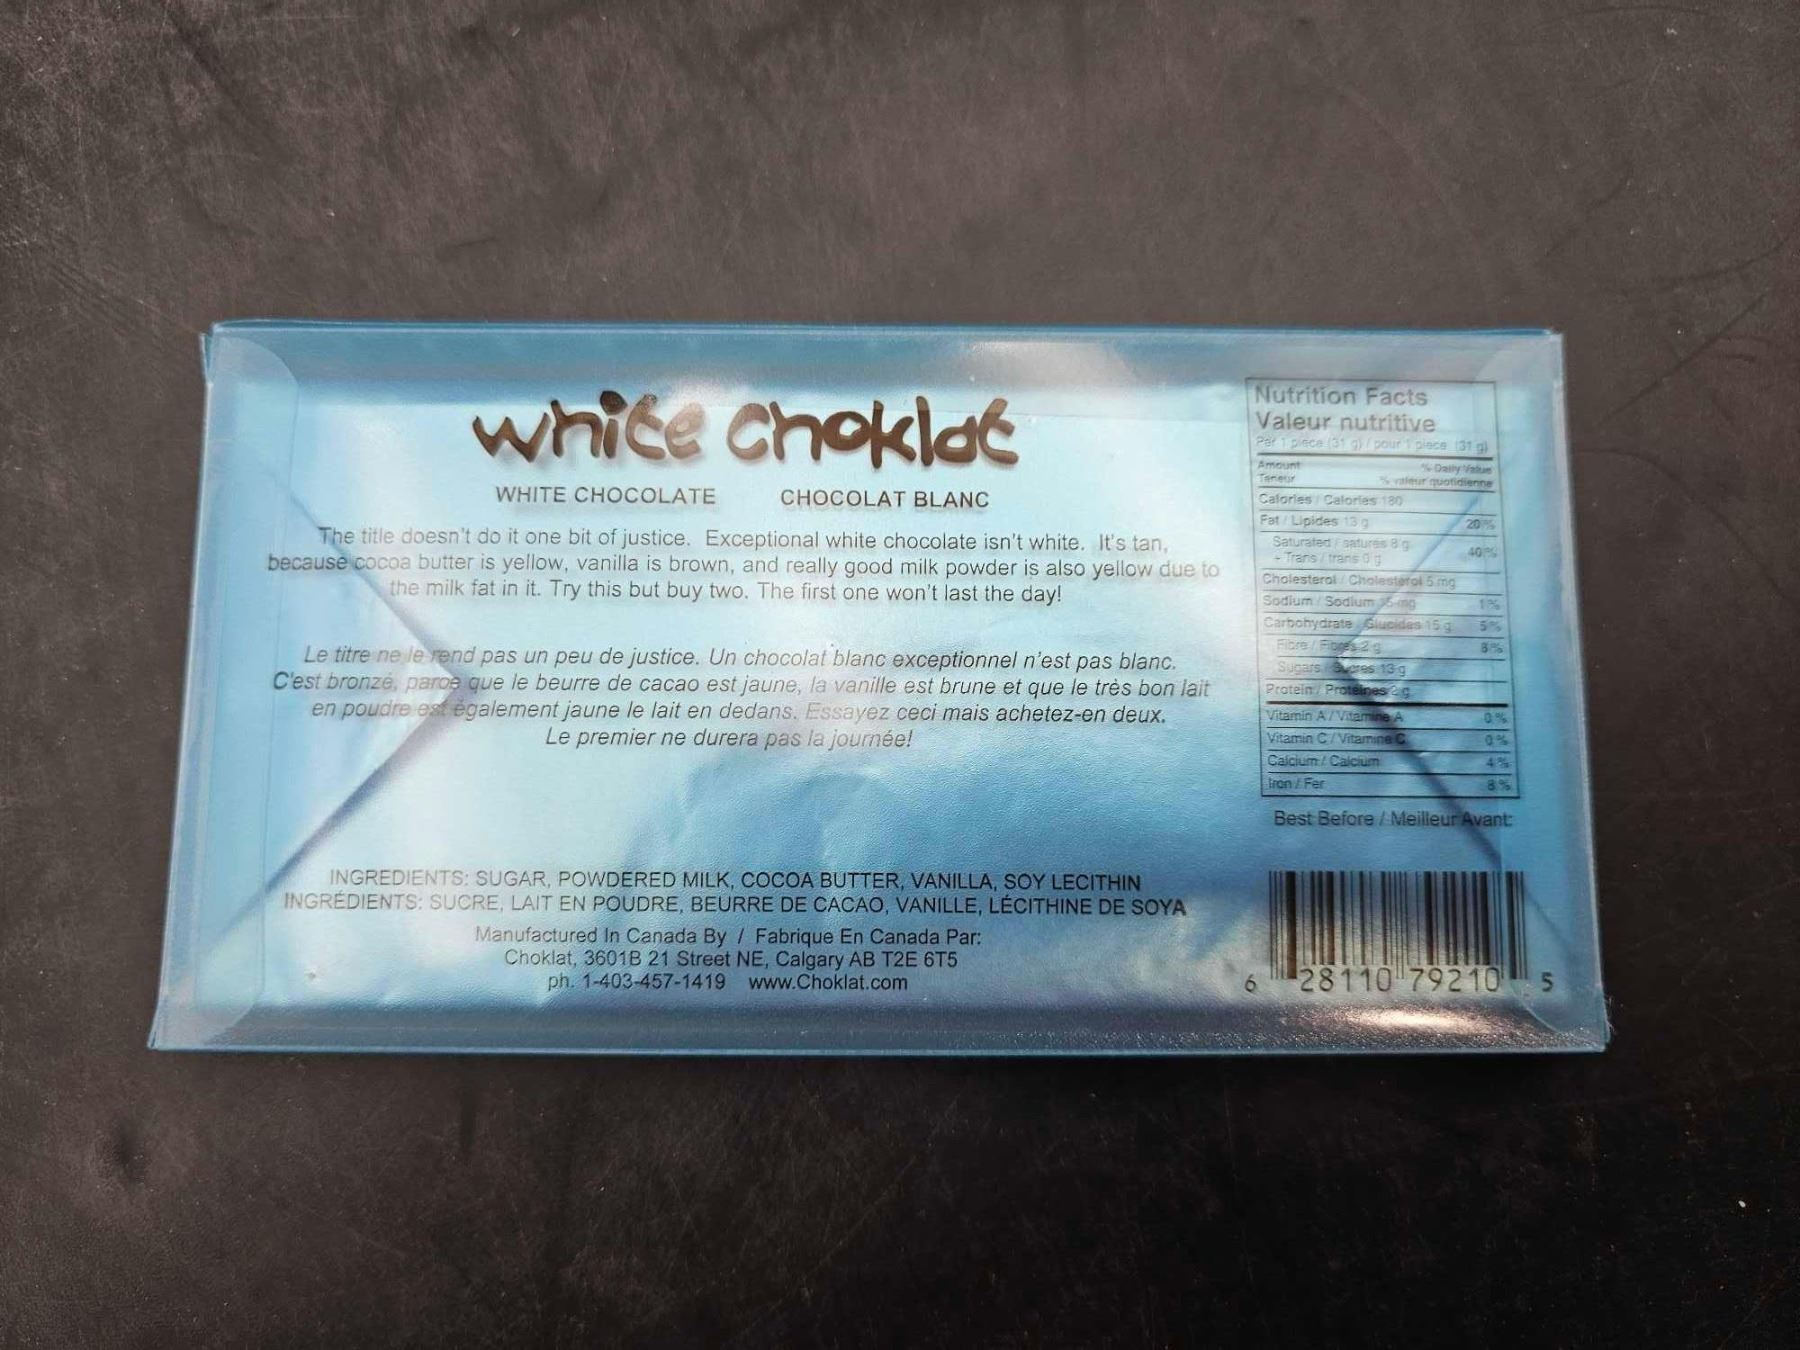 white choklat
WHITE CHOCOLATE CHOCOLAT BLANC
The title doesn't do it one bit of justice. Exceptional white chocolate isn't white. It's tan,
because cocoa butter is yellow, vanilla is brown, and really good milk powder is also yellow due to
the milk fat in it. Try this but buy two. The first one won't last the day!
Le titre ne le rend pas un peu de justice. Un chocolat blanc exceptionnel n'est pas blanc.
C'est bronzé, parce que le beurre de cacao est jaune, la vanille est brune et que le très bon lait
en poudre est également jaune le lait en dedans. Essayez ceci mais achetez-en deux.
Le premier ne durera pas la journée!
INGREDIENTS: SUGAR, POWDERED MILK, COCOA BUTTER, VANILLA, SOY LECITHIN
INGRÉDIENTS: SUCRE, LAIT EN POUDRE, BEURRE DE CACAO, VANILLE, LÉCITHINE DE SOYA
Manufactured In Canada By / Fabrique En Canada Par:
Choklat, 3601B 21 Street NE, Calgary AB T2E 6T5
ph. 1-403-457-1419 www.Choklat.com
Nutrition Facts
Valeur nutritive
Per 1 piece (31 g) / pour 1 piece (31 g)
Amount % Daily Value
Teneur % valeur quotidienne
Calories / Calories 180
Fat / Lipides 13 g 20 %
Saturated / saturés 8 g
+ Trans / trans 0 g 40 %
Cholesterol / Cholestérol 5 mg
Sodium / Sodium 15 mg 1 %
Carbohydrate / Glucides 15 g 5 %
Fibre / Fibres 2 g 8 %
Sugars / Sucres 13 g
Protein / Protéines 2 g
Vitamin A / Vitamine A 0 %
Vitamin C / Vitamine C 0 %
Calcium / Calcium 4 %
Iron / Fer 8 %
Best Before / Meilleur Avant:
6 28110 79210 5